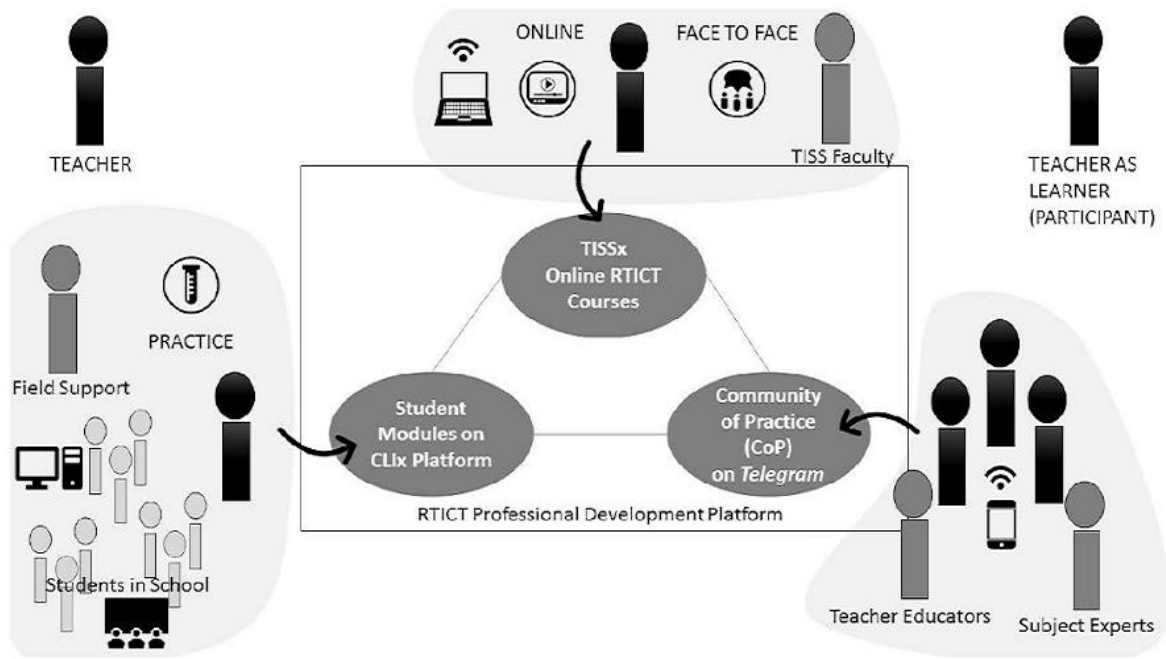 ONLINE
FACE TO FACE
TEACHER
TISS Faculty
TEACHER AS
LEARNER
(PARTICIPANT)
TISSx
Online RTICT
Courses
PRACTICE
Field Support
Student
Modules on
CLIx Platform
Community
of Practice
(CoP)
on Telegram
RTICT Professional Development Platform
Students in School
Teacher Educators
Subject Experts